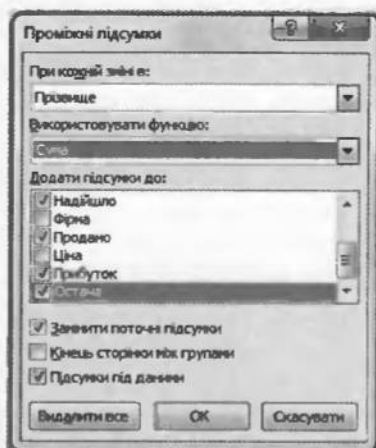 Проміжні підсумки
При кожній зміні в:
Прізвище
Використовувати функцію:
Сума
Додати підсумки до:
Надійшло
Фірма
Продано
Ціна
Прибуток
Остача
Замінити поточні підсумки
Кінець сторінки між групами
Підсумки під даними
Видалити все
ОК
Скасувати